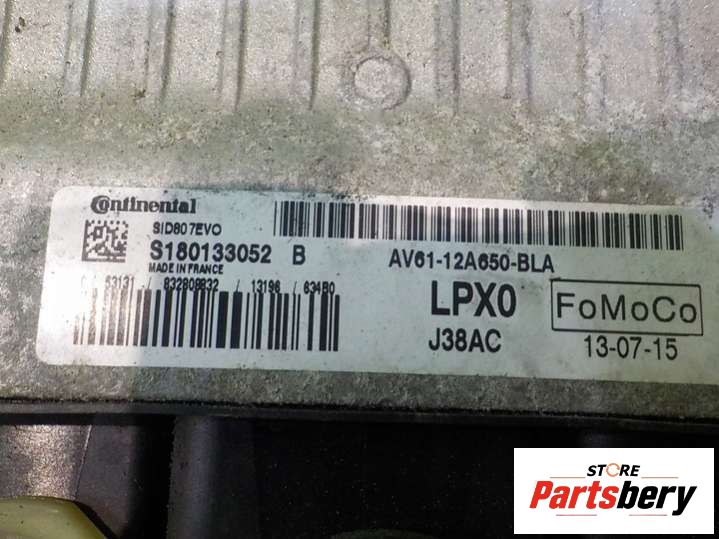 Continental
SID807EVO
S180133052 B
MADE IN FRANCE
53131 / 832808832 / 13196 / 634B0
AV61-12A650-BLA
LPX0
FoMoCo
J38AC
13-07-15
STORE
Partsbery